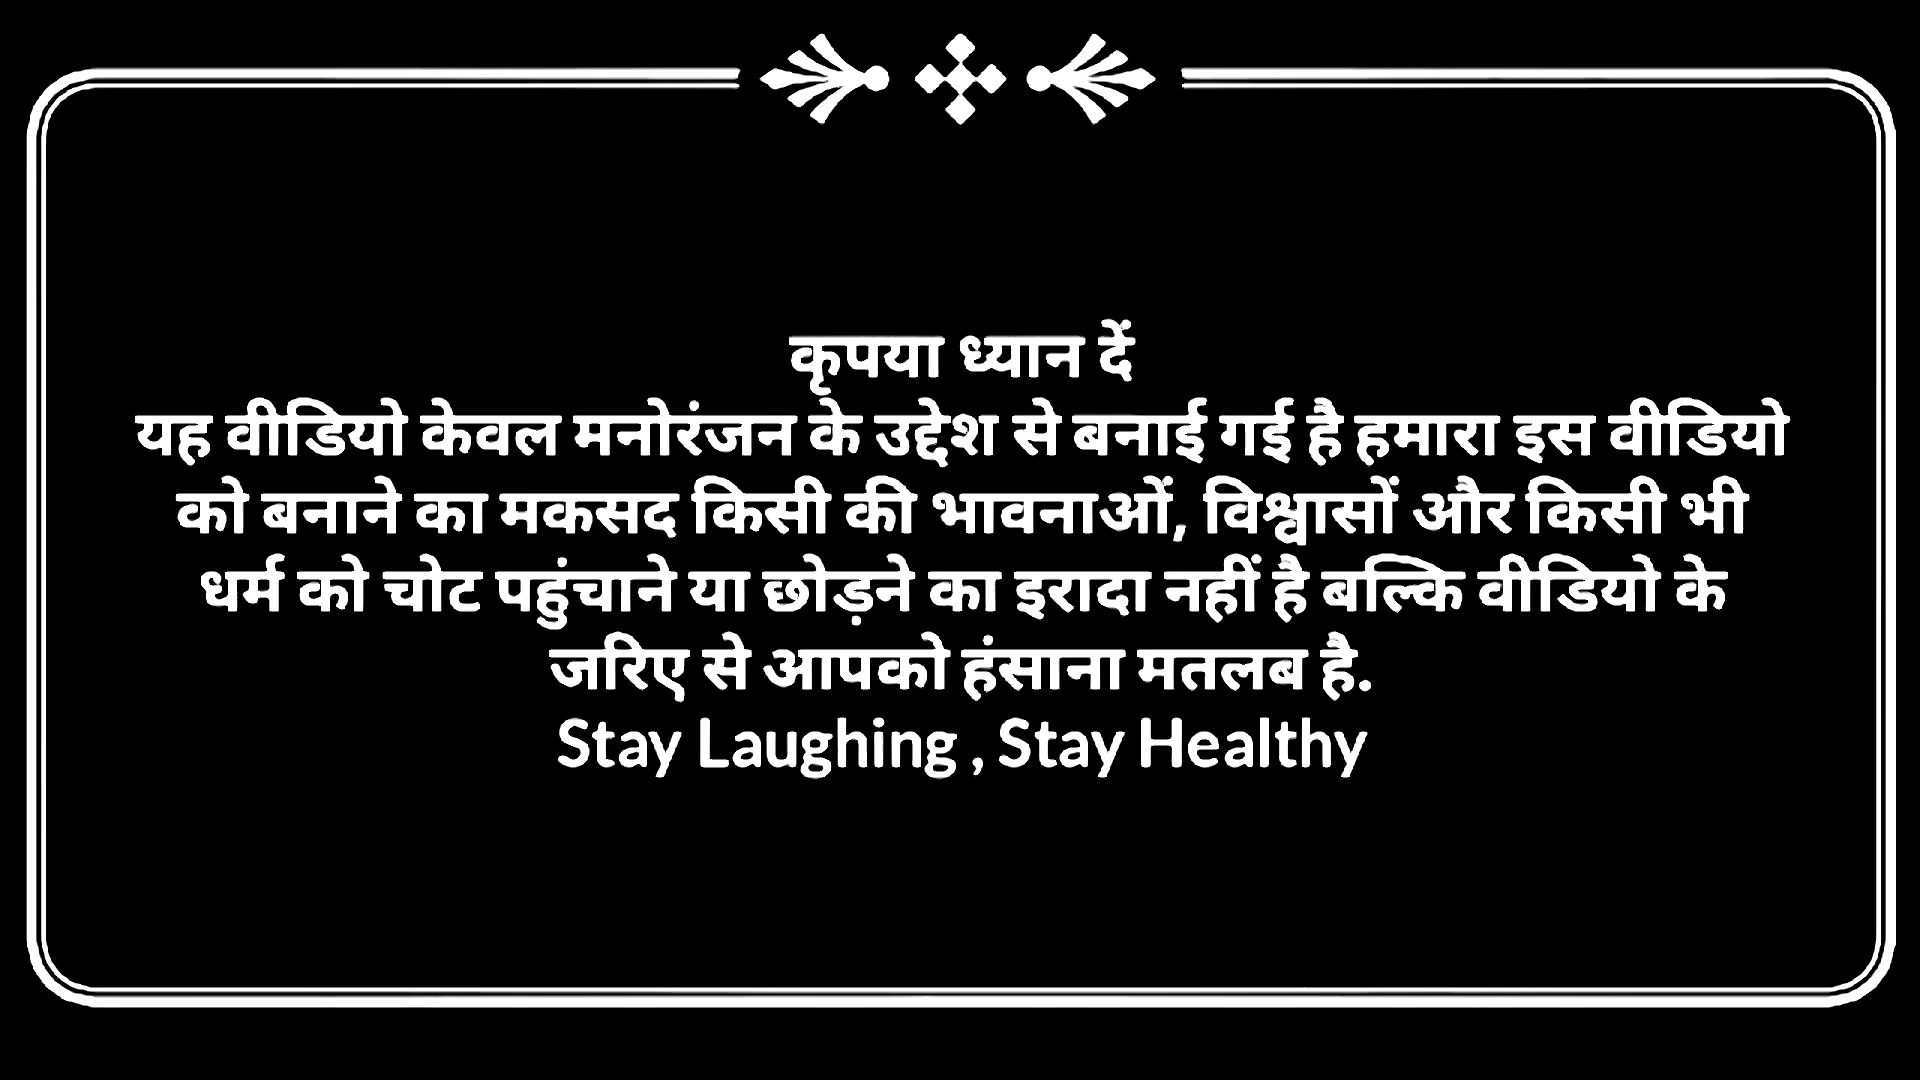 कृपया ध्यान दें
यह वीडियो केवल मनोरंजन के उद्देश से बनाई गई है हमारा इस वीडियो
को बनाने का मकसद किसी की भावनाओं, विश्वासों और किसी भी
धर्म को चोट पहुंचाने या छोड़ने का इरादा नहीं है बल्कि वीडियो के
जरिए से आपको हंसाना मतलब है.
Stay Laughing , Stay Healthy